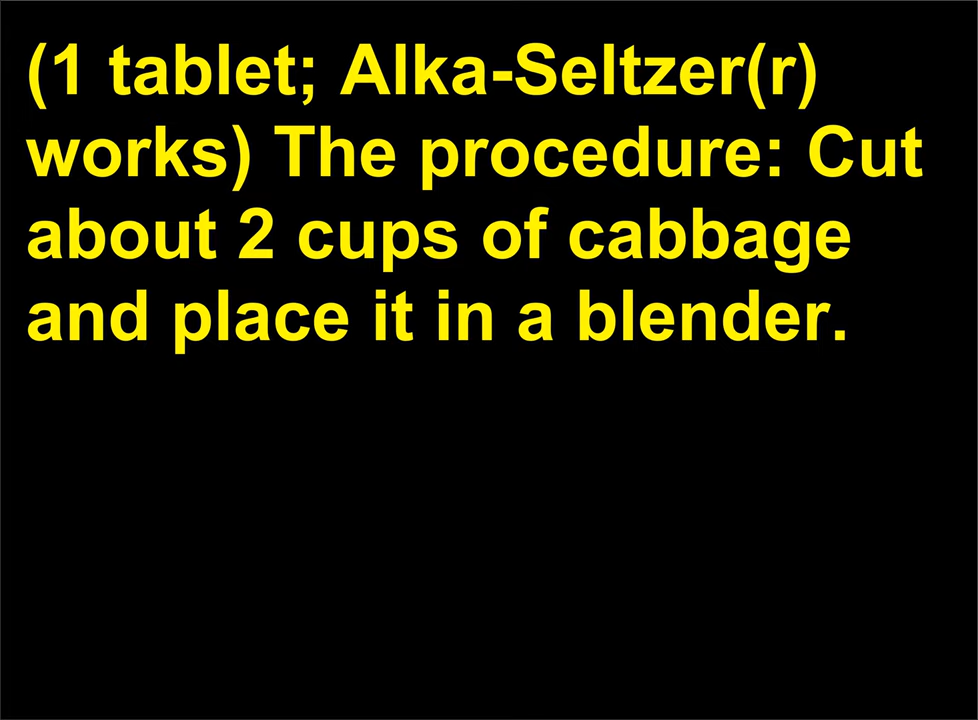 (1 tablet; Alka-Seltzer(r)
works) The procedure: Cut
about 2 cups of cabbage
and place it in a blender.